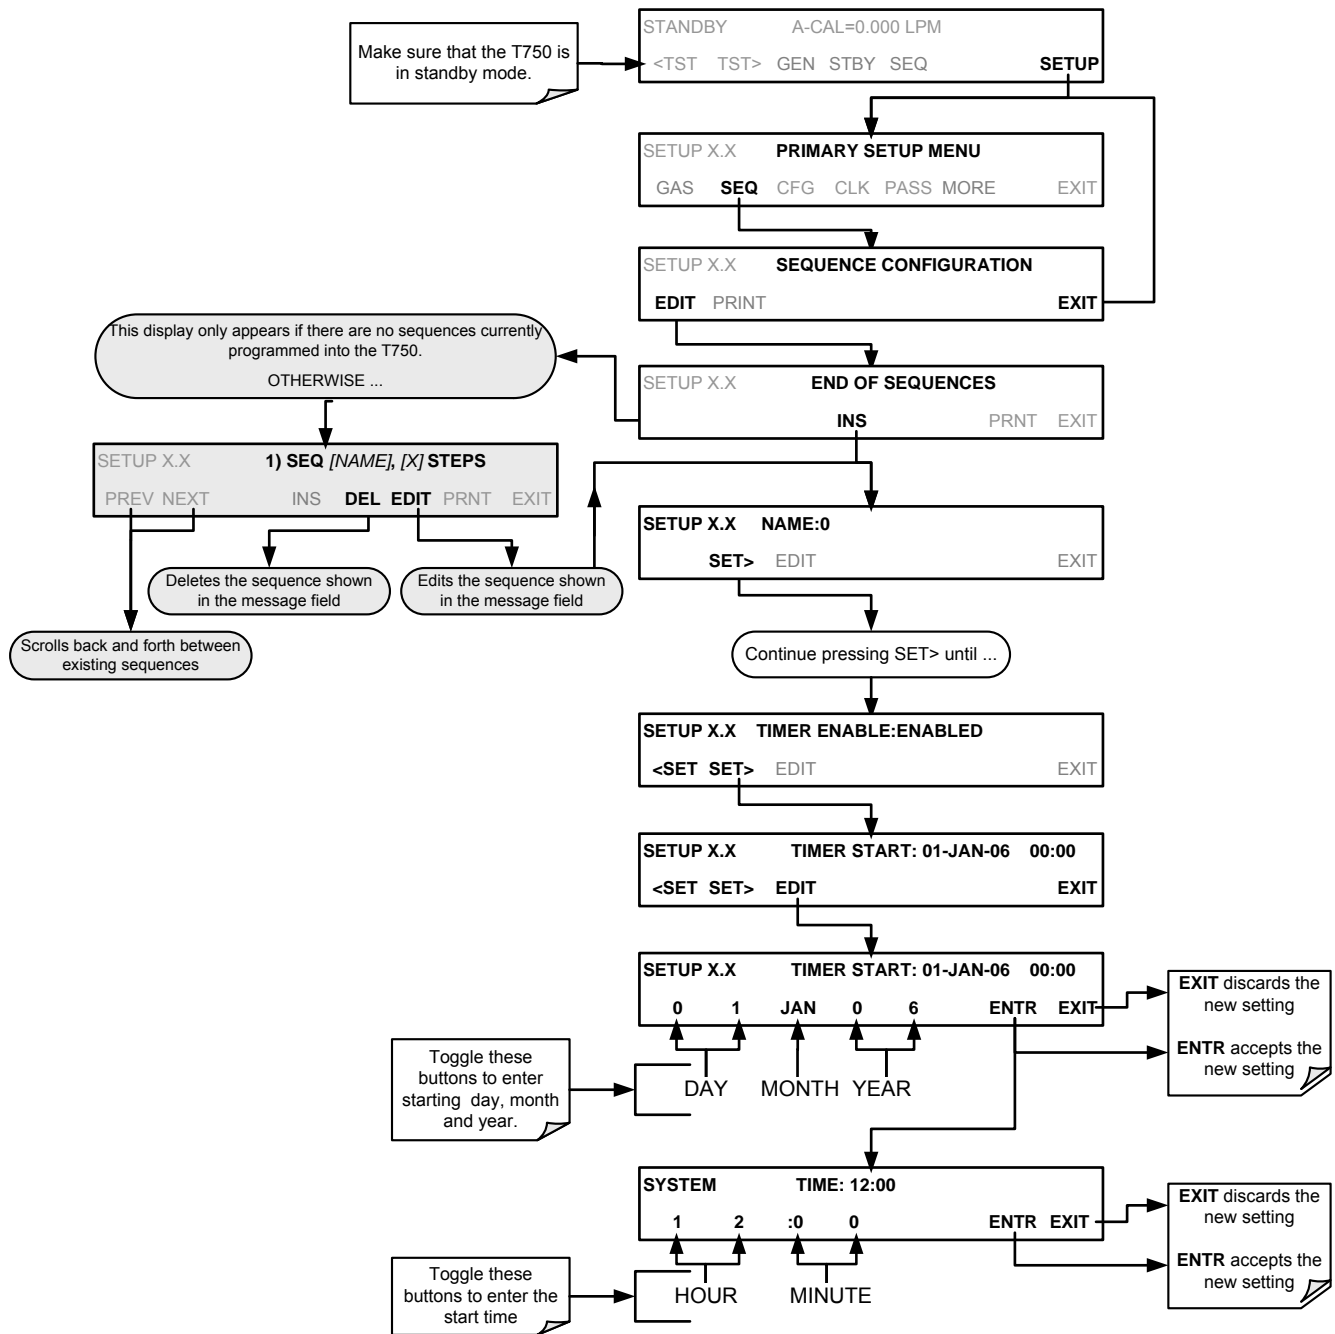 Make sure that the T750 is
in standby mode.
STANDBY A-CAL=0.000 LPM
<TST TST> GEN STBY SEQ SETUP
SETUP X.X PRIMARY SETUP MENU
GAS SEQ CFG CLK PASS MORE EXIT
SETUP X.X SEQUENCE CONFIGURATION
EDIT PRINT EXIT
This display only appears if there are no sequences currently
programmed into the T750.
OTHERWISE ...
SETUP X.X END OF SEQUENCES
INS PRNT EXIT
SETUP X.X 1) SEQ [NAME], [X] STEPS
PREV NEXT INS DEL EDIT PRNT EXIT
Deletes the sequence shown
in the message field
Edits the sequence shown
in the message field
Scrolls back and forth between
existing sequences
SETUP X.X NAME:0
SET> EDIT EXIT
Continue pressing SET> until ...
SETUP X.X TIMER ENABLE:ENABLED
<SET SET> EDIT EXIT
SETUP X.X TIMER START: 01-JAN-06 00:00
<SET SET> EDIT EXIT
SETUP X.X TIMER START: 01-JAN-06 00:00
0 1 JAN 0 6 ENTR EXIT
EXIT discards the
new setting
ENTR accepts the
new setting
Toggle these
buttons to enter
starting day, month
and year.
DAY MONTH YEAR
SYSTEM TIME: 12:00
1 2 :0 0 ENTR EXIT
EXIT discards the
new setting
ENTR accepts the
new setting
Toggle these
buttons to enter the
start time
HOUR MINUTE